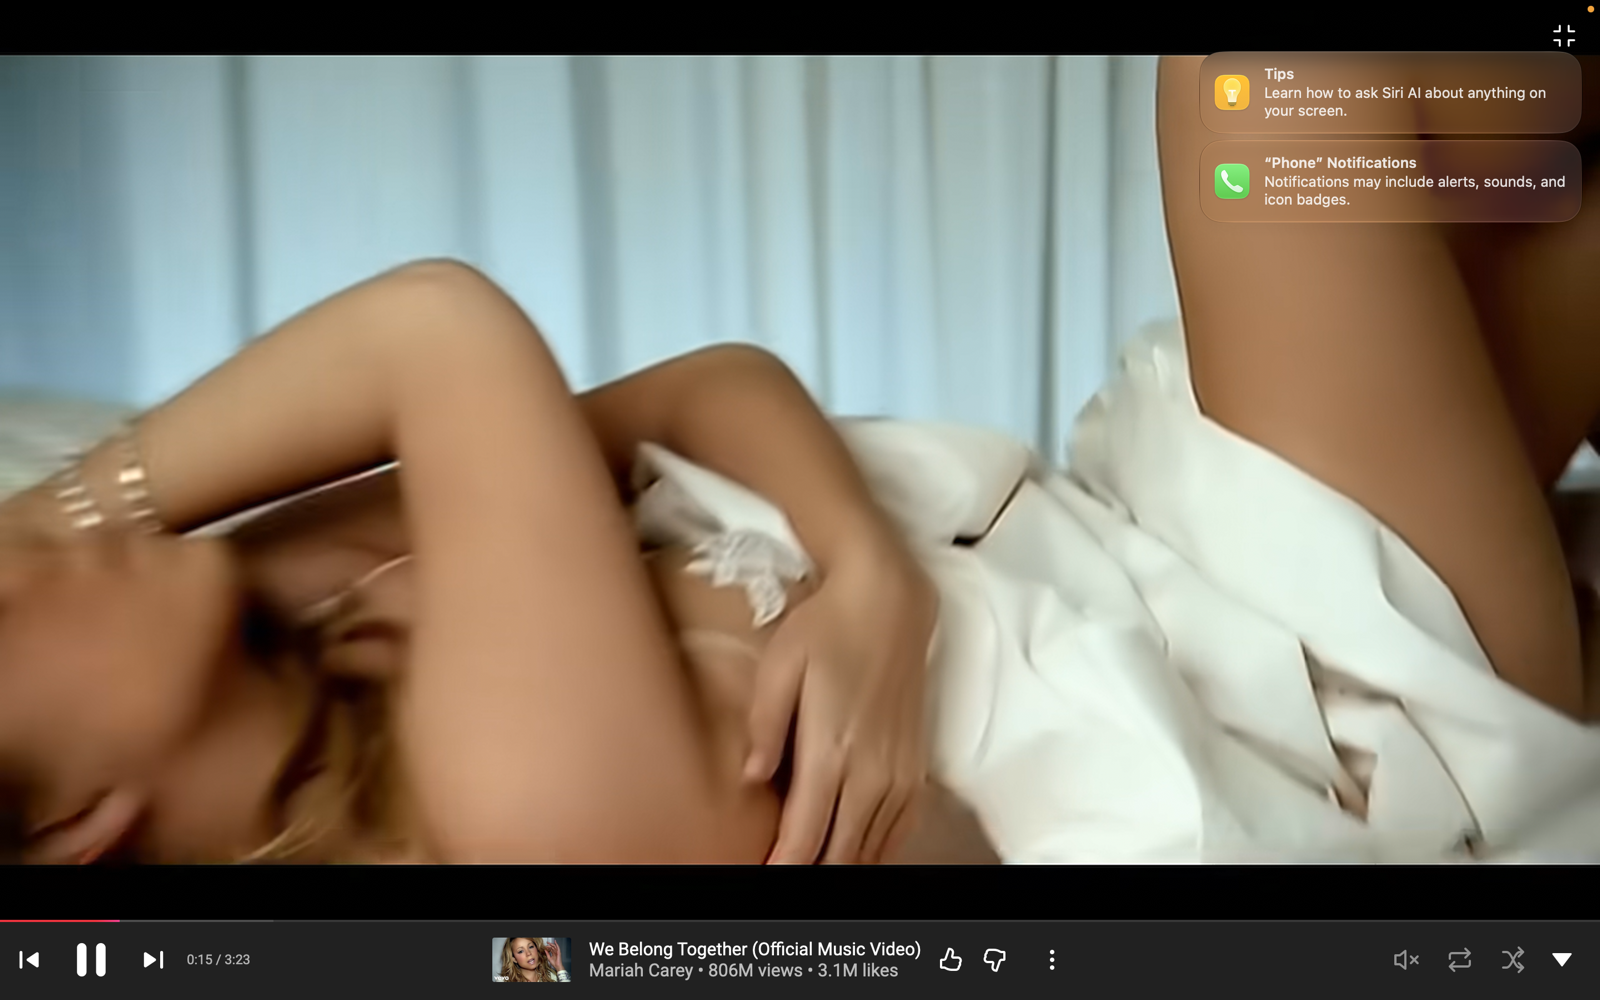 Tips
Learn how to ask Siri AI about anything on
your screen.
“Phone” Notifications
Notifications may include alerts, sounds, and
icon badges.
0:15 / 3:23
We Belong Together (Official Music Video)
Mariah Carey • 806M views • 3.1M likes
vevo